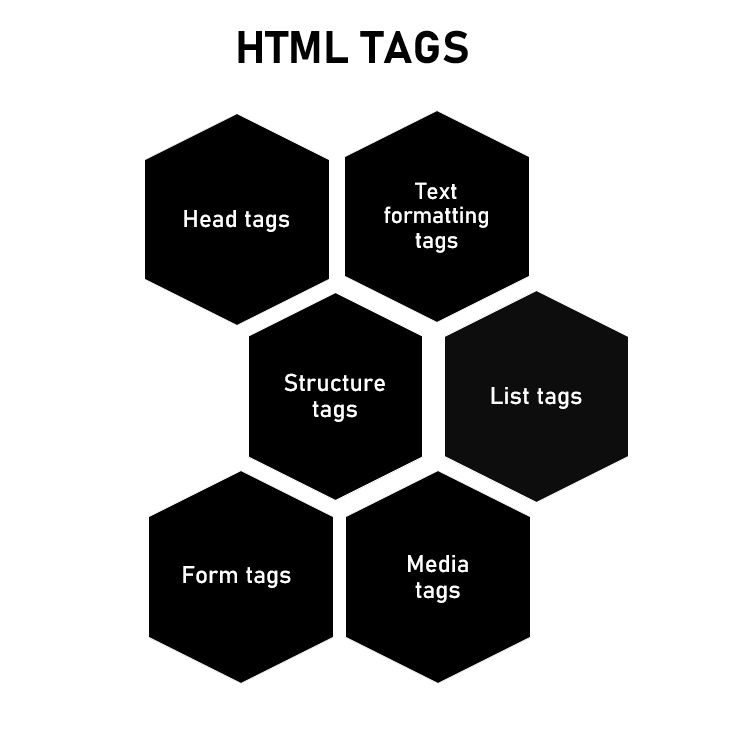 HTML TAGS
Head tags
Text
formatting
tags
Structure
tags
List tags
Form tags
Media
tags